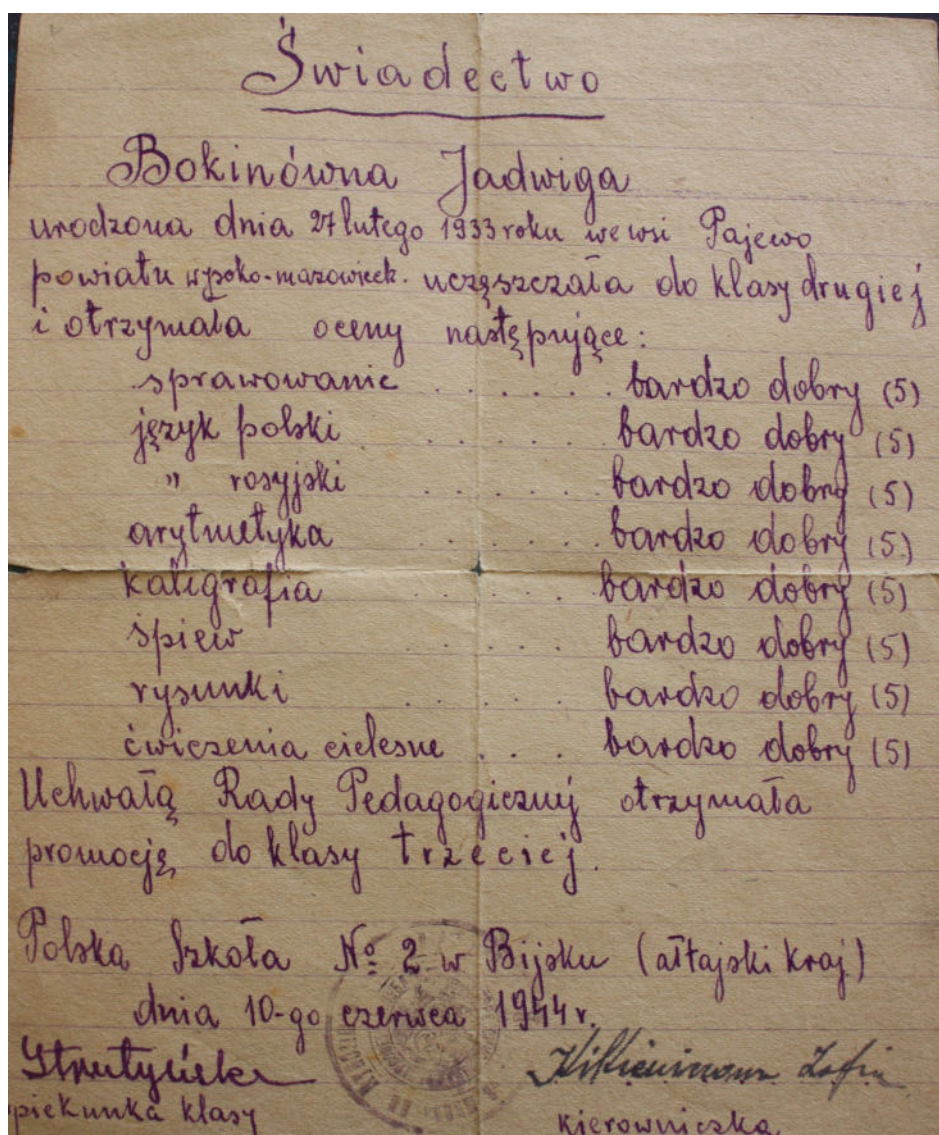 Świadectwo
Bokinówna Jadwiga
urodzona dnia 27 lutego 1933 roku we wsi Pajewo
powiatu wysoko-mazowieck. uczęszczała do klasy drugiej
i otrzymała oceny następujące:
sprawowanie . . . . . bardzo dobry (5)
język polski . . . . . bardzo dobry (5)
" rosyjski . . . . . bardzo dobry (5)
arytmetyka . . . . . bardzo dobry (5)
kaligrafia . . . . bardzo dobry (5)
śpiew . . . . bardzo dobry (5)
rysunki . . . . bardzo dobry (5)
ćwiczenia cielesne . . . bardzo dobry (5)
Uchwałą Rady Pedagogicznej otrzymała
promocję do klasy trzeciej.
Polska Szkoła № 2 w Bijsku (ałtajski kraj)
dnia 10-go czerwca 1944 r.
Zofia
piekunka klasy kierowniczka